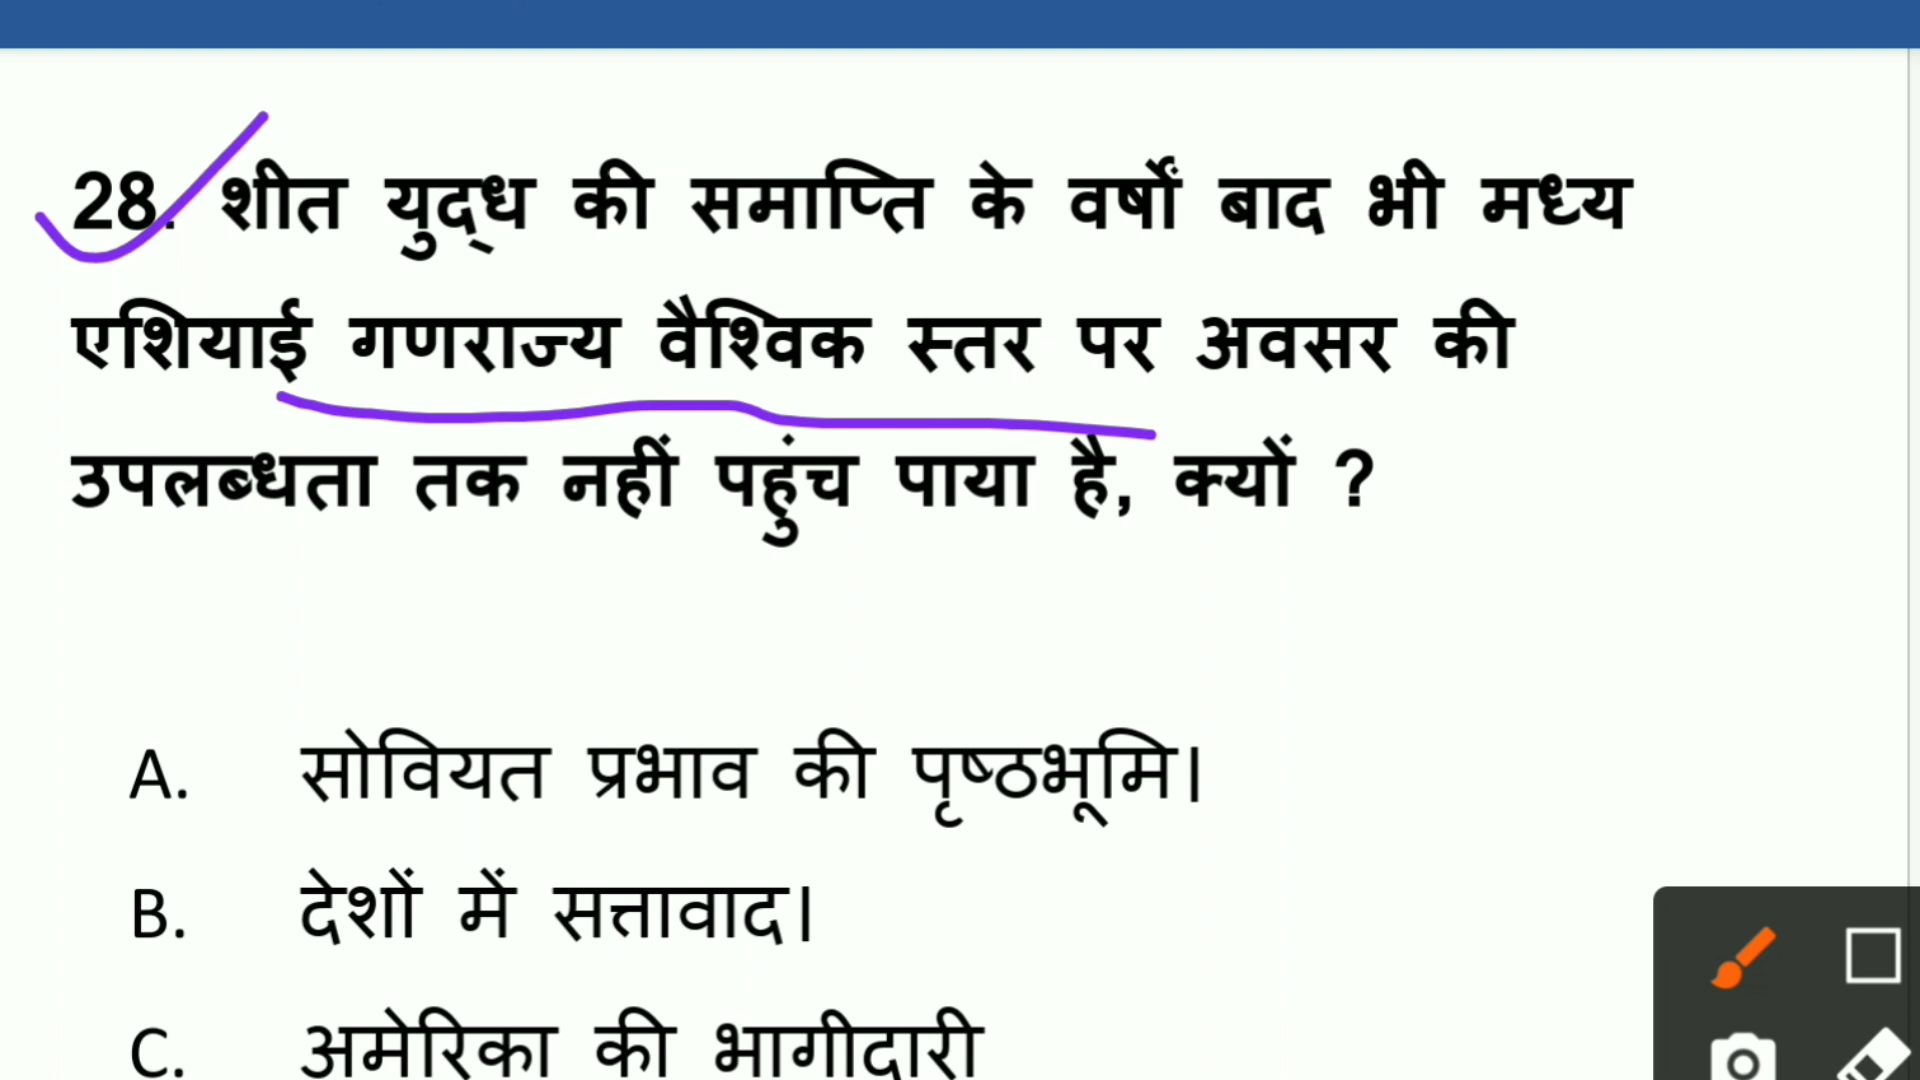 28. शीत युद्ध की समाप्ति के वर्षों बाद भी मध्य
एशियाई गणराज्य वैश्विक स्तर पर अवसर की
उपलब्धता तक नहीं पहुंच पाया है, क्यों ?
A. सोवियत प्रभाव की पृष्ठभूमि।
B. देशों में सत्तावाद।
C. अमेरिका की भागीदारी